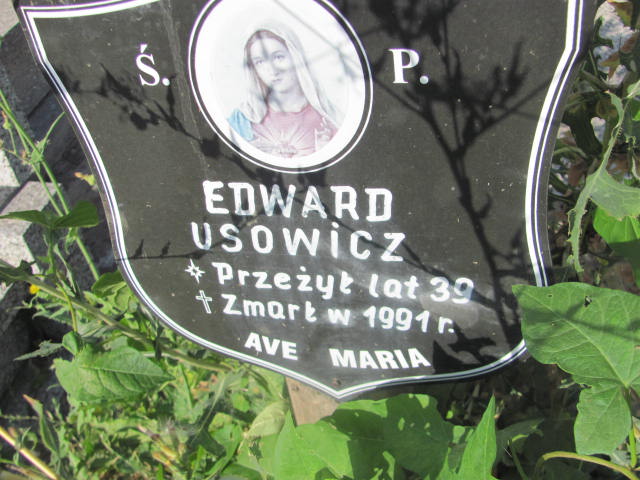 Ś. P.
EDWARD
USOWICZ
Przeżył lat 39
Zmarł w 1991 r.
AVE MARIA